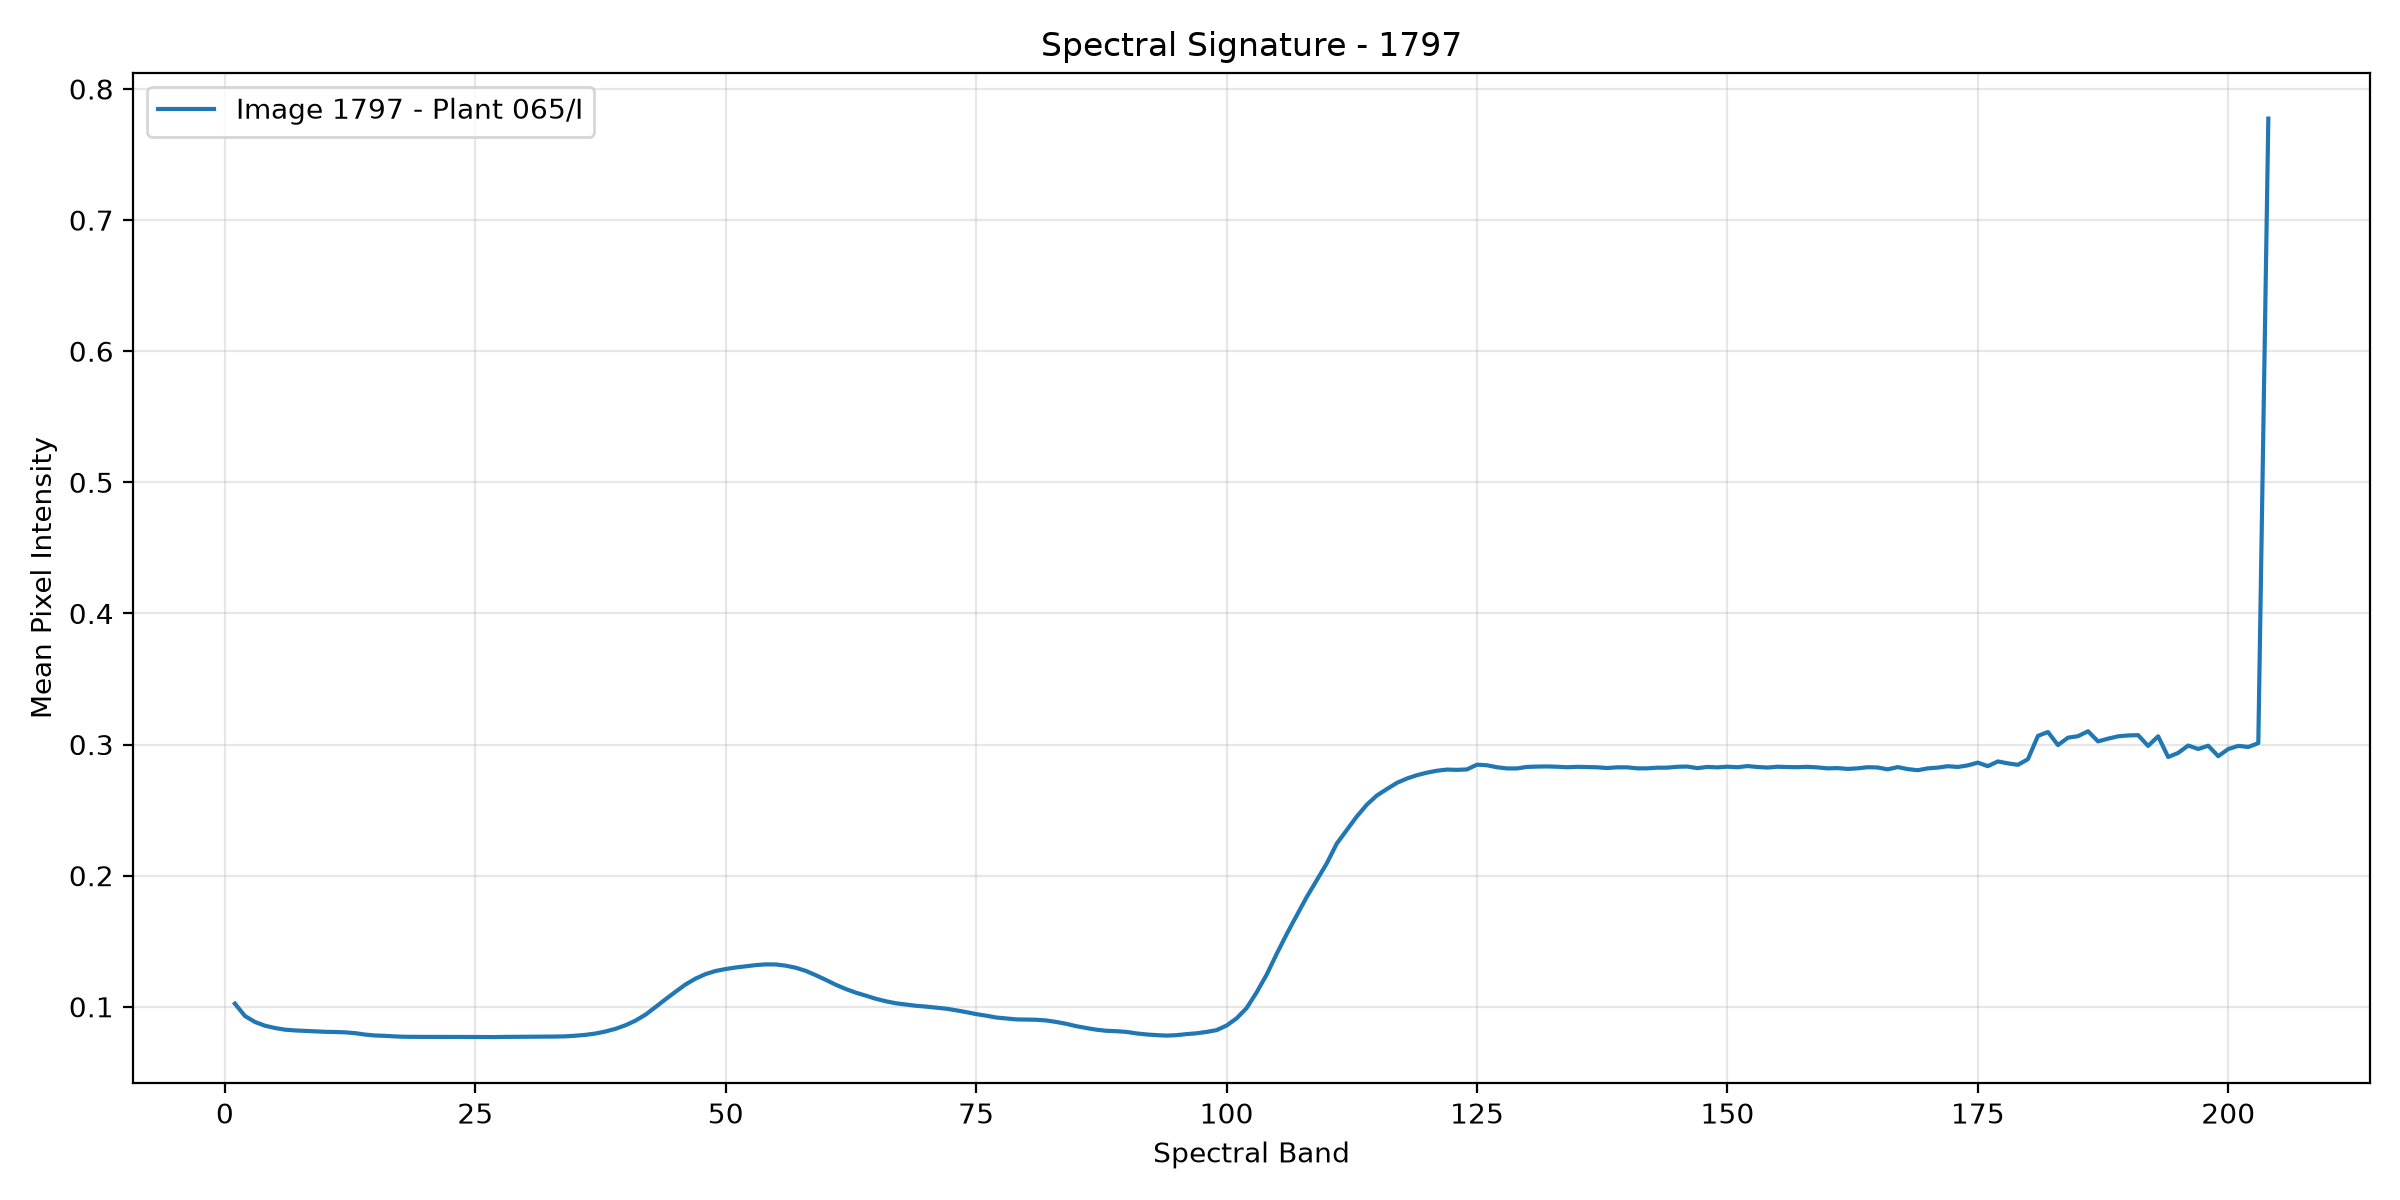 Spectral Signature - 1797
Image 1797 - Plant 065/I
Mean Pixel Intensity
0.8
0.7
0.6
0.5
0.4
0.3
0.2
0.1
0 25 50 75 100 125 150 175 200
Spectral Band